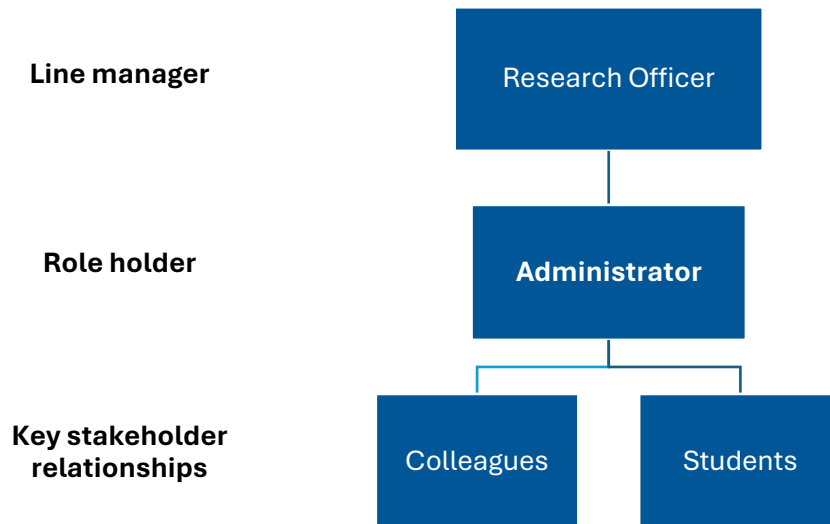 Line manager
Research Officer
Role holder
Administrator
Key stakeholder
relationships
Colleagues
Students